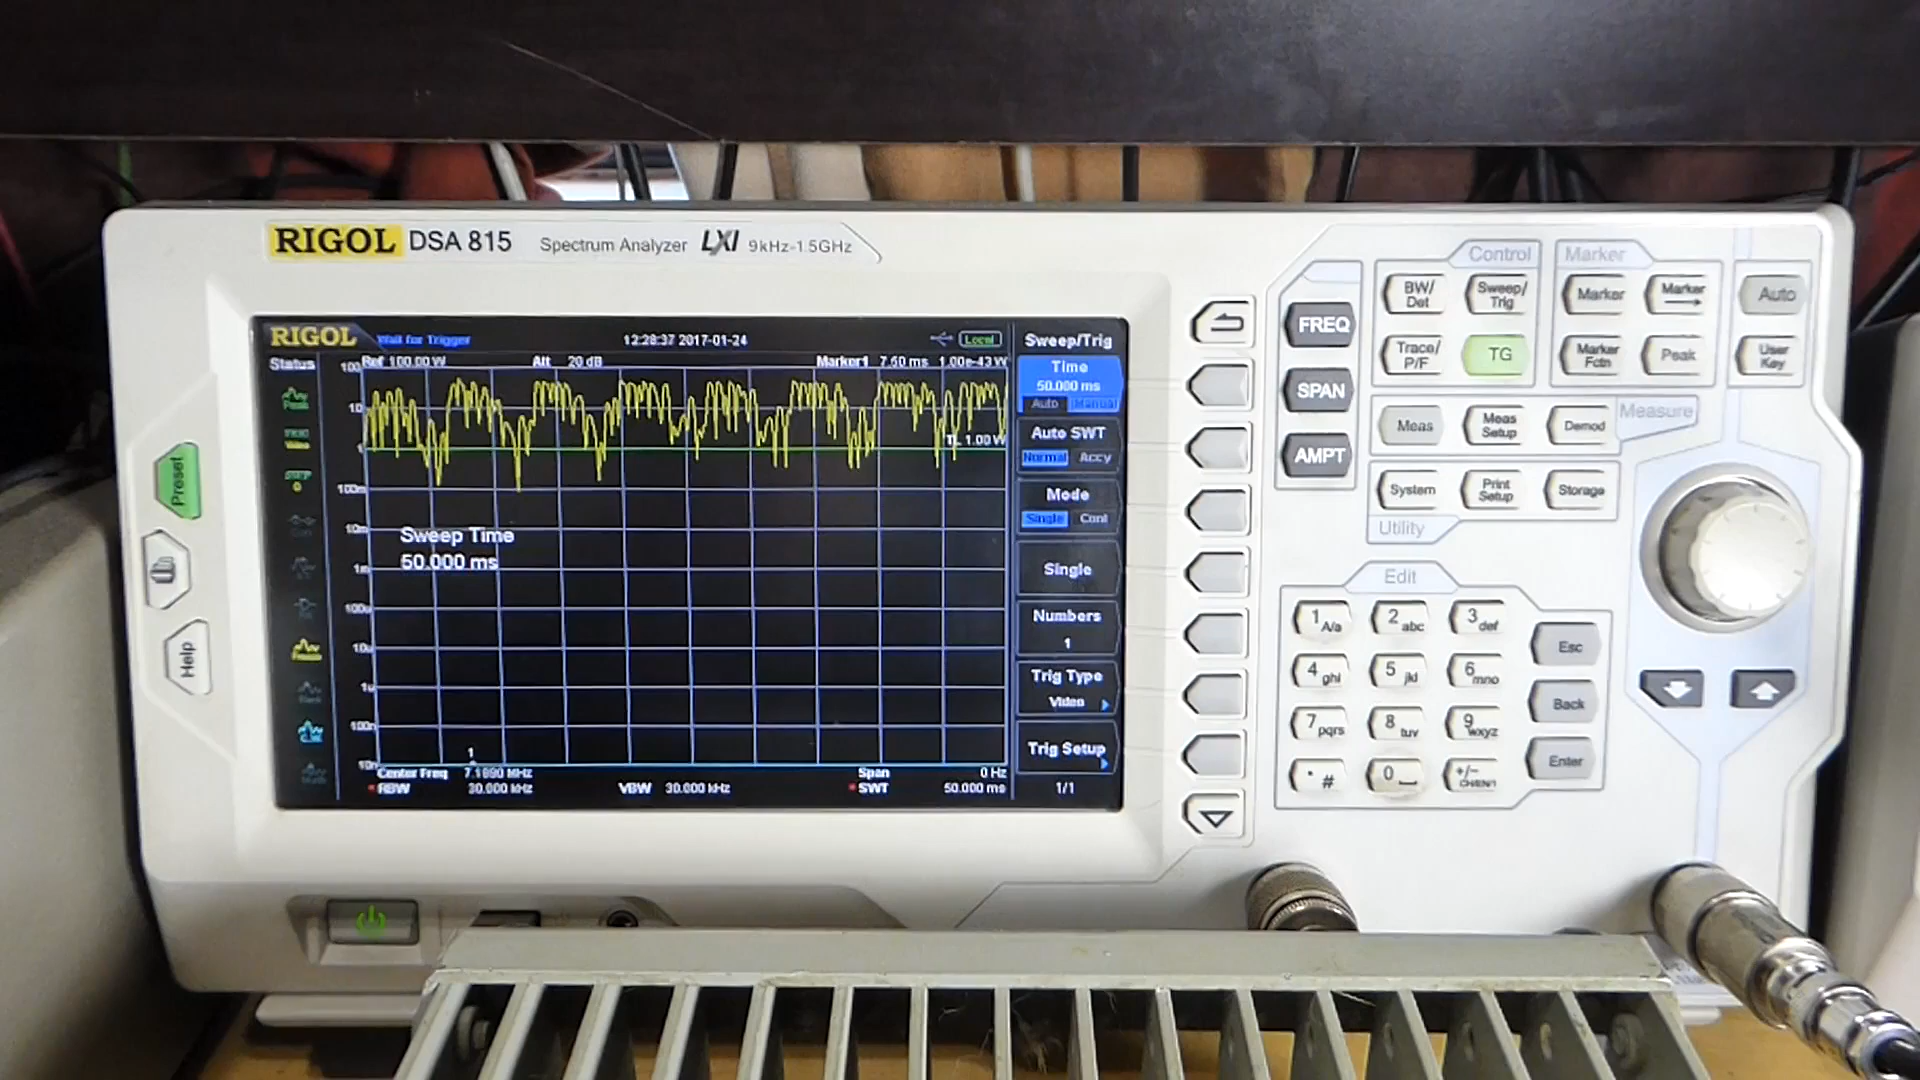 RIGOL DSA 815 Spectrum Analyzer LXI 9kHz-1.5GHz
RIGOL Wait for Trigger 12:28:37 2017-01-24 Local
Status
Ref 100.00 W Att 20 dB Marker1 7.50 ms 1.00e-43 W
TL 1.00 W
Sweep Time
50.000 ms
1
Center Freq 7.1890 MHz Span 0 Hz
RBW 30.000 kHz VBW 30.000 kHz SWT 50.000 ms
Sweep/Trig
Time
50.000 ms
Auto Manual
Auto SWT
Normal Accy
Mode
Single Cont
Single
Numbers
1
Trig Type
Video
Trig Setup
1/1
Preset
Help
FREQ
SPAN
AMPT
Control
BW/
Det
Sweep/
Trig
Trace/
P/F
TG
Marker
Marker
Marker
Marker
Fctn
Peak
Auto
User
Key
Meas
Meas
Setup
Demod
Measure
System
Print
Setup
Storage
Utility
Edit
1 A/a
2 abc
3 def
4 ghi
5 jkl
6 mno
7 pqrs
8 tuv
9 wxyz
. #
0
+/-
Esc
Back
Enter